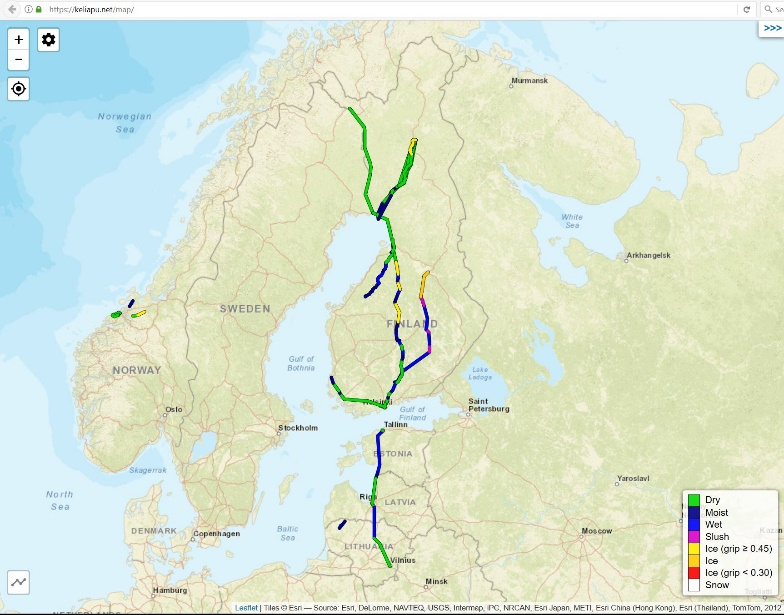 https://keliapu.net/map/
Se
>>>
+
−
Murmansk
Norwegian
Sea
White
Sea
Arkhangelsk
SWEDEN
FINLAND
NORWAY
Gulf of
Bothnia
Lake
Ladoga
Oslo
Helsinki
Gulf of
Finland
Saint
Petersburg
Stockholm
Tallinn
ESTONIA
Skagerrak
North
Sea
Riga
LATVIA
Yaroslavl
DENMARK
Copenhagen
Baltic
Sea
Moscow
LITHUANIA
Vilnius
Minsk
Hamburg
Dry
Moist
Wet
Slush
Ice (grip ≥ 0.45)
Ice
Ice (grip < 0.30)
Snow
Leaflet | Tiles © Esri — Source: Esri, DeLorme, NAVTEQ, USGS, Intermap, iPC, NRCAN, Esri Japan, METI, Esri China (Hong Kong), Esri (Thailand), TomTom, 2012